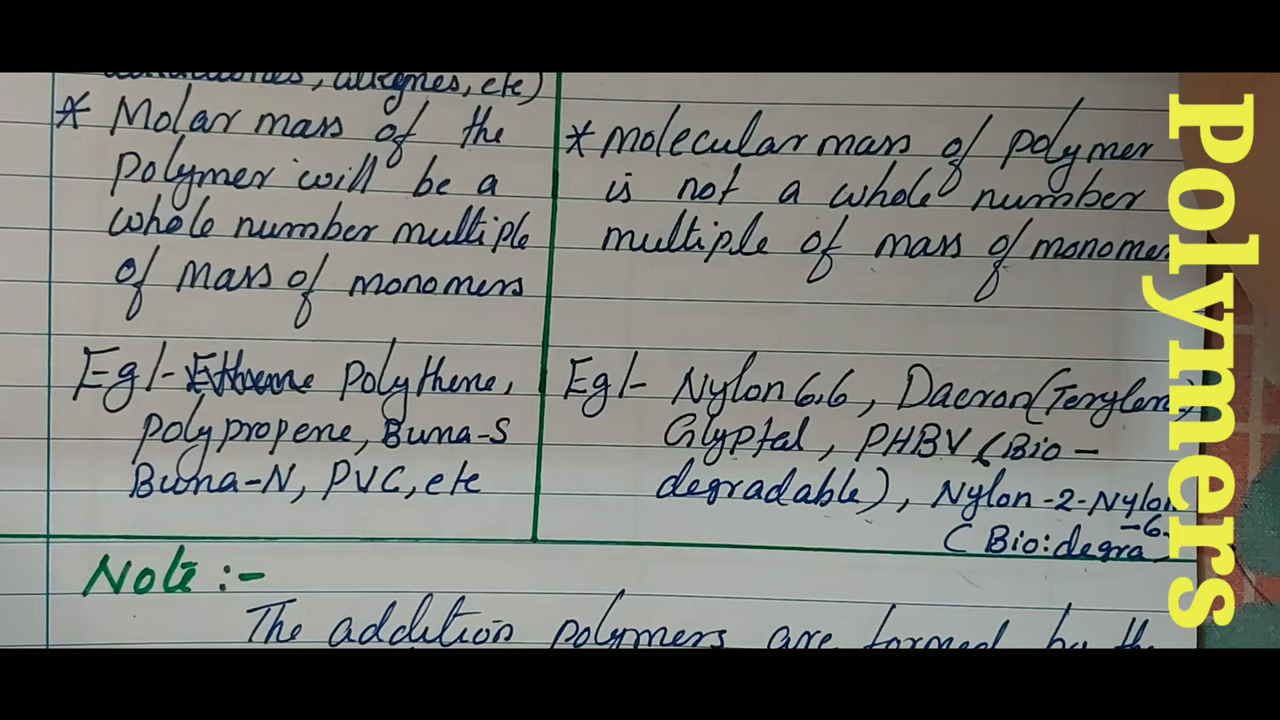 alkynes, etc)
* Molar mass of the
polymer will be a
whole number multiple
of mass of monomers
Eg/- Ethene Polythene,
polypropene, Buna-S
Buna-N, PVC, etc
* Molecular mass of polymer
is not a whole number
multiple of mass of monomer
Eg/- Nylon 6,6, Dacron (Terylene)
Glyptal, PHBV (Bio-
degradable), Nylon-2-Nylon
-6.
(Bio:degra
Note :-
The addition polymers are formed by the
Polymers